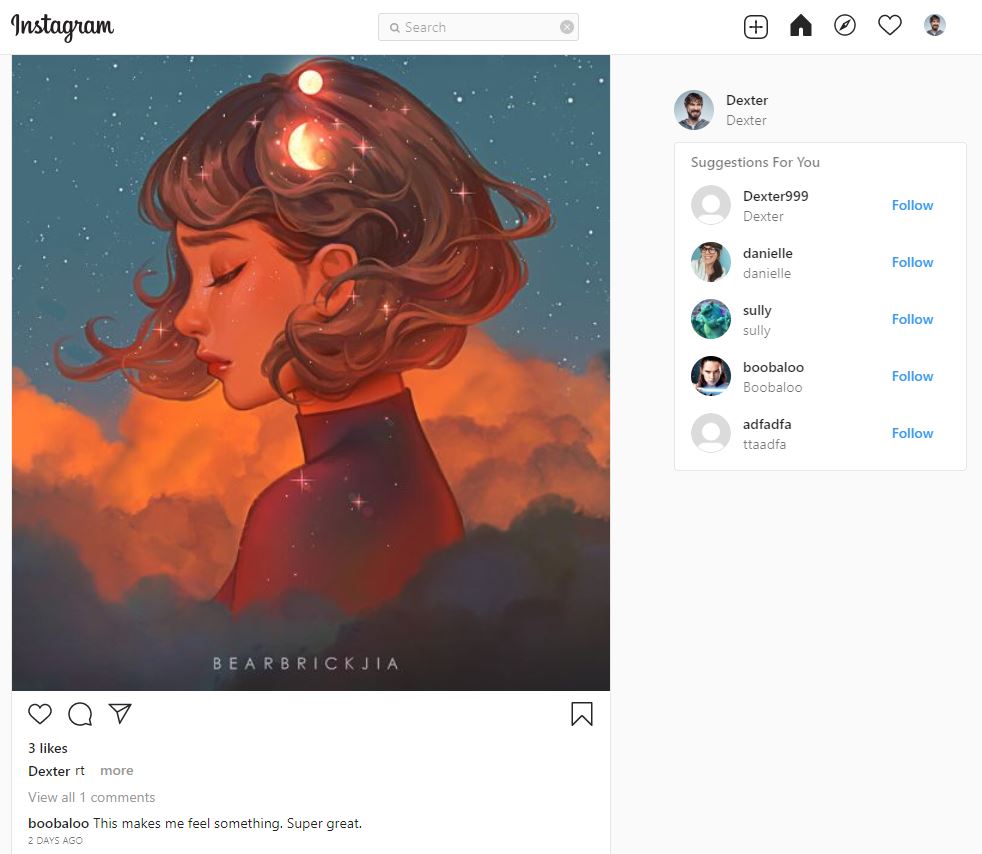 Instagram
Search
Dexter
Dexter
Suggestions For You
Dexter999
Dexter
Follow
danielle
danielle
Follow
sully
sully
Follow
boobaloo
Boobaloo
Follow
adfadfa
ttaadfa
Follow
BEARBRICKJIA
3 likes
Dexter rt more
View all 1 comments
boobaloo This makes me feel something. Super great.
2 DAYS AGO